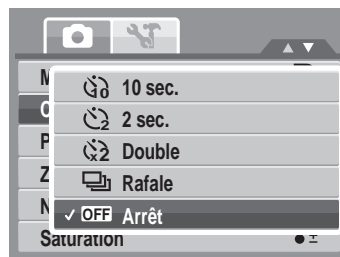 10 sec.
2 sec.
Double
Rafale
OFF Arrêt
Saturation